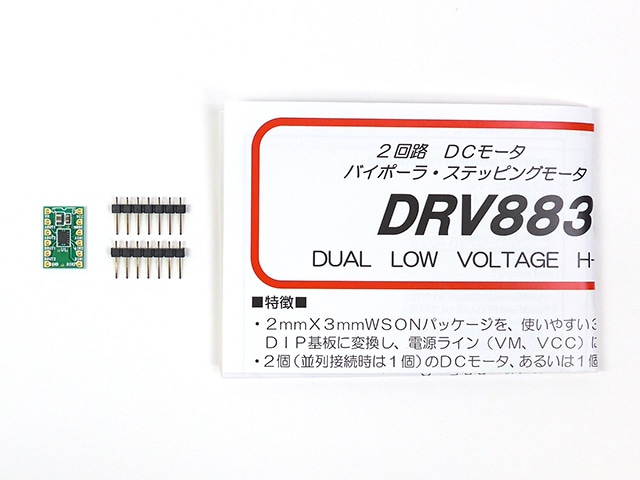 2回路 DCモータ
バイポーラ・ステッピングモータ
DRV883
DUAL LOW VOLTAGE H-
■特徴■
・2mmX3mmWSONパッケージを、使いやすい
DIP基板に変換し、電源ライン(VM、VCC)に
・2個(並列接続時は1個)のDCモータ、あるいは1個